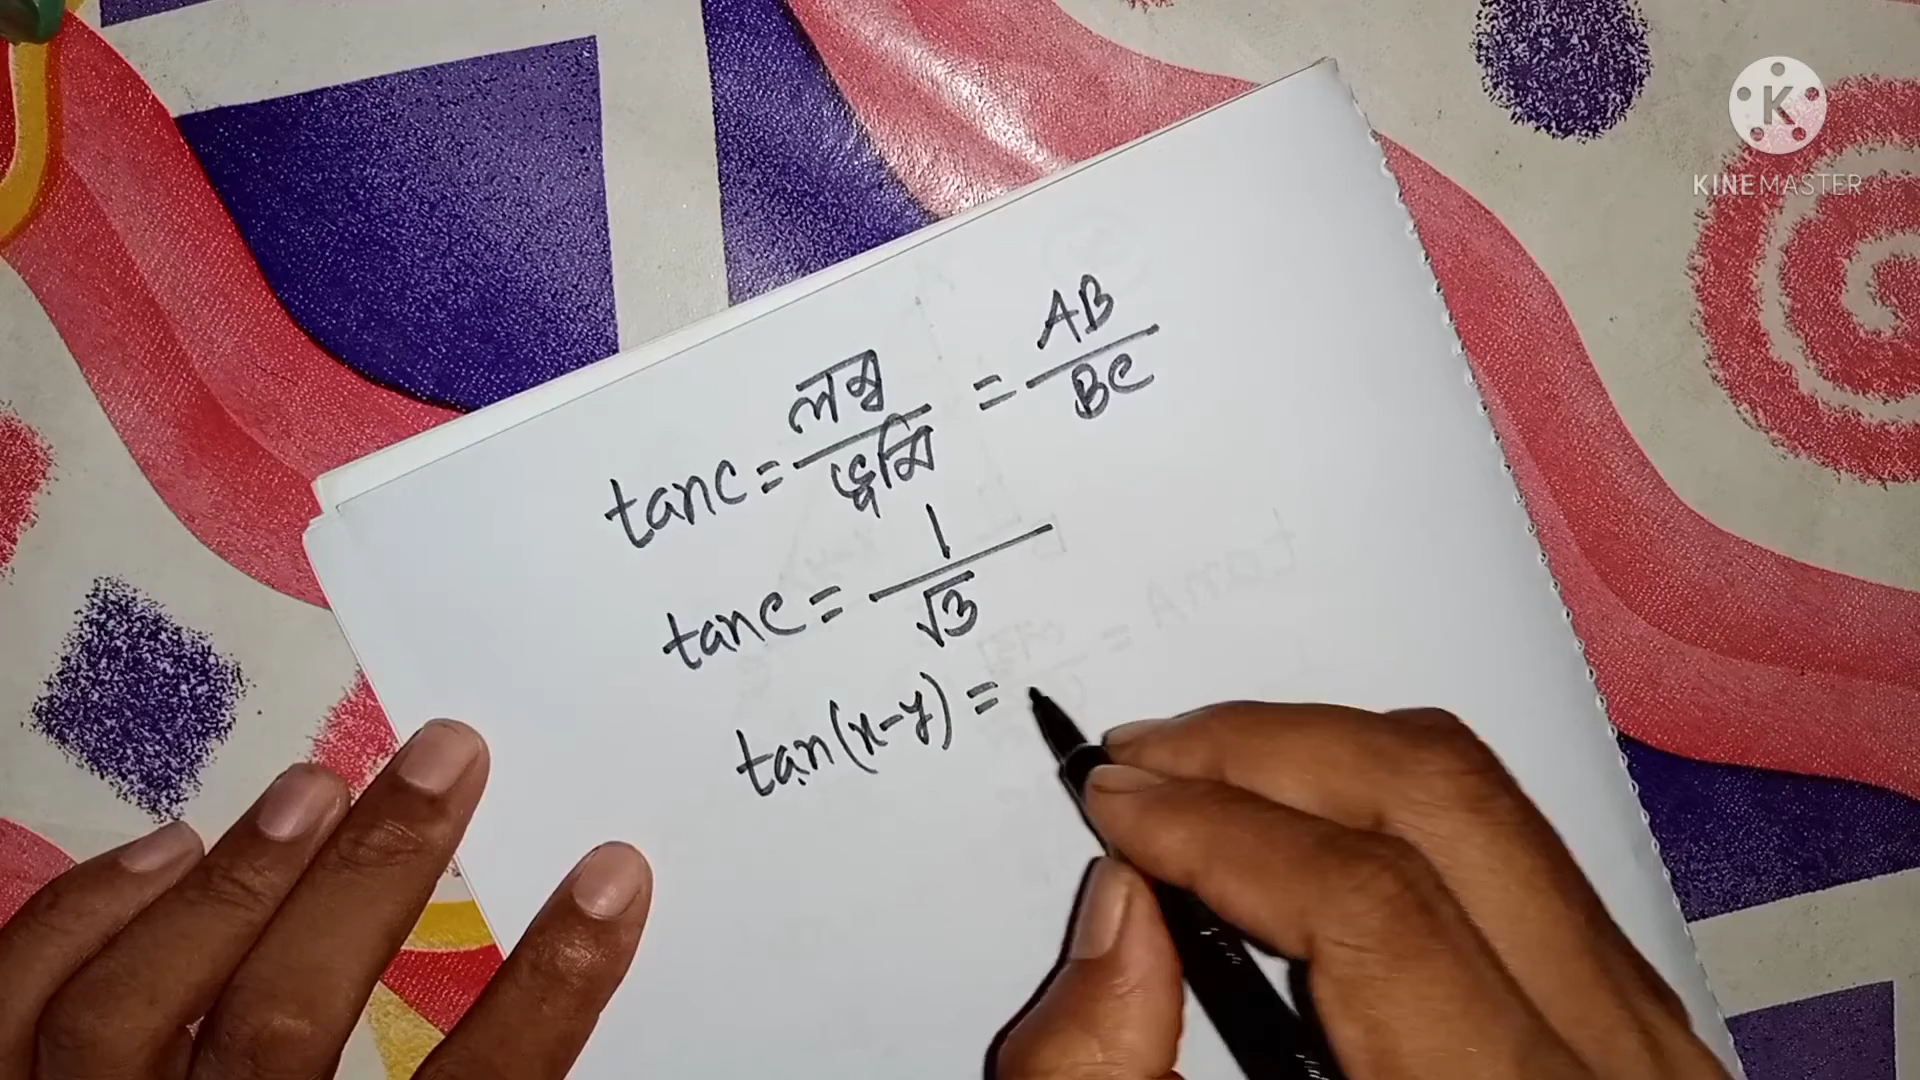 KINEMASTER
tanC = লম্ব/ভূমি = AB/BC
tanC = 1/√3
tan(x-y) =